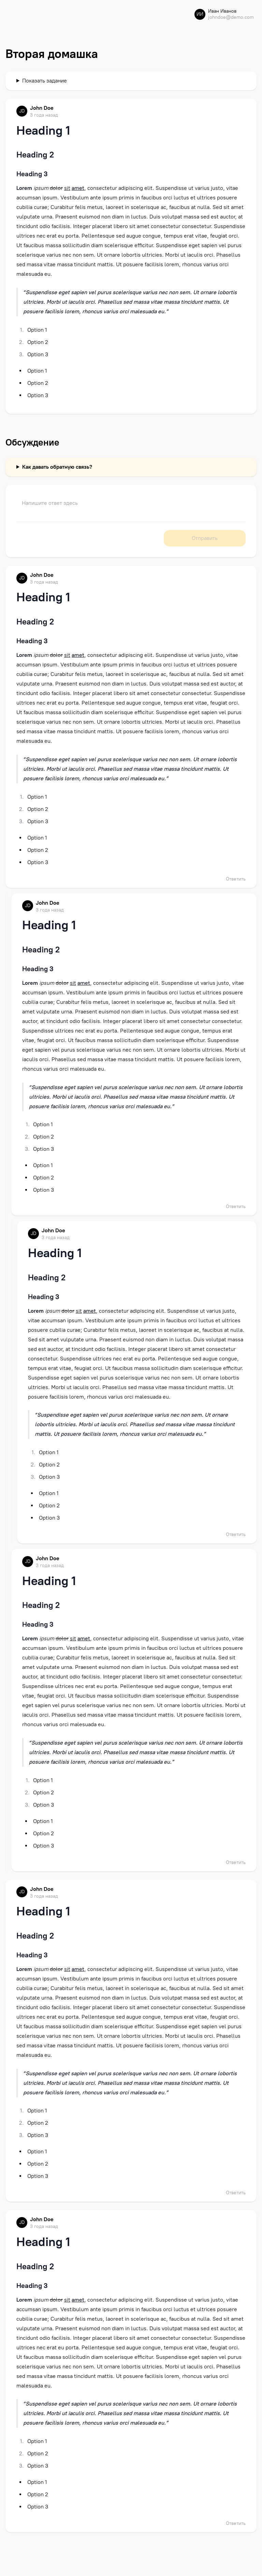 ИИ
Иван Иванов
johndoe@demo.com
Вторая домашка
Показать задание
JD
John Doe
3 года назад
Heading 1
Heading 2
Heading 3
Lorem ipsum dolor sit amet, consectetur adipiscing elit. Suspendisse ut varius justo, vitae
accumsan ipsum. Vestibulum ante ipsum primis in faucibus orci luctus et ultrices posuere
cubilia curae; Curabitur felis metus, laoreet in scelerisque ac, faucibus at nulla. Sed sit amet
vulputate urna. Praesent euismod non diam in luctus. Duis volutpat massa sed est auctor, at
tincidunt odio facilisis. Integer placerat libero sit amet consectetur consectetur. Suspendisse
ultrices nec erat eu porta. Pellentesque sed augue congue, tempus erat vitae, feugiat orci.
Ut faucibus massa sollicitudin diam scelerisque efficitur. Suspendisse eget sapien vel purus
scelerisque varius nec non sem. Ut ornare lobortis ultricies. Morbi ut iaculis orci. Phasellus
sed massa vitae massa tincidunt mattis. Ut posuere facilisis lorem, rhoncus varius orci
malesuada eu.
"Suspendisse eget sapien vel purus scelerisque varius nec non sem. Ut ornare lobortis
ultricies. Morbi ut iaculis orci. Phasellus sed massa vitae massa tincidunt mattis. Ut
posuere facilisis lorem, rhoncus varius orci malesuada eu."
1. Option 1
2. Option 2
3. Option 3
• Option 1
• Option 2
• Option 3
Обсуждение
Как давать обратную связь?
Напишите ответ здесь
Отправить
JD
John Doe
3 года назад
Heading 1
Heading 2
Heading 3
Lorem ipsum dolor sit amet, consectetur adipiscing elit. Suspendisse ut varius justo, vitae
accumsan ipsum. Vestibulum ante ipsum primis in faucibus orci luctus et ultrices posuere
cubilia curae; Curabitur felis metus, laoreet in scelerisque ac, faucibus at nulla. Sed sit amet
vulputate urna. Praesent euismod non diam in luctus. Duis volutpat massa sed est auctor, at
tincidunt odio facilisis. Integer placerat libero sit amet consectetur consectetur. Suspendisse
ultrices nec erat eu porta. Pellentesque sed augue congue, tempus erat vitae, feugiat orci.
Ut faucibus massa sollicitudin diam scelerisque efficitur. Suspendisse eget sapien vel purus
scelerisque varius nec non sem. Ut ornare lobortis ultricies. Morbi ut iaculis orci. Phasellus
sed massa vitae massa tincidunt mattis. Ut posuere facilisis lorem, rhoncus varius orci
malesuada eu.
"Suspendisse eget sapien vel purus scelerisque varius nec non sem. Ut ornare lobortis
ultricies. Morbi ut iaculis orci. Phasellus sed massa vitae massa tincidunt mattis. Ut
posuere facilisis lorem, rhoncus varius orci malesuada eu."
1. Option 1
2. Option 2
3. Option 3
• Option 1
• Option 2
• Option 3
Ответить
JD
John Doe
3 года назад
Heading 1
Heading 2
Heading 3
Lorem ipsum dolor sit amet, consectetur adipiscing elit. Suspendisse ut varius justo, vitae
accumsan ipsum. Vestibulum ante ipsum primis in faucibus orci luctus et ultrices posuere
cubilia curae; Curabitur felis metus, laoreet in scelerisque ac, faucibus at nulla. Sed sit
amet vulputate urna. Praesent euismod non diam in luctus. Duis volutpat massa sed est
auctor, at tincidunt odio facilisis. Integer placerat libero sit amet consectetur consectetur.
Suspendisse ultrices nec erat eu porta. Pellentesque sed augue congue, tempus erat
vitae, feugiat orci. Ut faucibus massa sollicitudin diam scelerisque efficitur. Suspendisse
eget sapien vel purus scelerisque varius nec non sem. Ut ornare lobortis ultricies. Morbi ut
iaculis orci. Phasellus sed massa vitae massa tincidunt mattis. Ut posuere facilisis lorem,
rhoncus varius orci malesuada eu.
"Suspendisse eget sapien vel purus scelerisque varius nec non sem. Ut ornare lobortis
ultricies. Morbi ut iaculis orci. Phasellus sed massa vitae massa tincidunt mattis. Ut
posuere facilisis lorem, rhoncus varius orci malesuada eu."
1. Option 1
2. Option 2
3. Option 3
• Option 1
• Option 2
• Option 3
Ответить
JD
John Doe
3 года назад
Heading 1
Heading 2
Heading 3
Lorem ipsum dolor sit amet, consectetur adipiscing elit. Suspendisse ut varius justo,
vitae accumsan ipsum. Vestibulum ante ipsum primis in faucibus orci luctus et ultrices
posuere cubilia curae; Curabitur felis metus, laoreet in scelerisque ac, faucibus at nulla.
Sed sit amet vulputate urna. Praesent euismod non diam in luctus. Duis volutpat massa
sed est auctor, at tincidunt odio facilisis. Integer placerat libero sit amet consectetur
consectetur. Suspendisse ultrices nec erat eu porta. Pellentesque sed augue congue,
tempus erat vitae, feugiat orci. Ut faucibus massa sollicitudin diam scelerisque efficitur.
Suspendisse eget sapien vel purus scelerisque varius nec non sem. Ut ornare lobortis
ultricies. Morbi ut iaculis orci. Phasellus sed massa vitae massa tincidunt mattis. Ut
posuere facilisis lorem, rhoncus varius orci malesuada eu.
"Suspendisse eget sapien vel purus scelerisque varius nec non sem. Ut ornare
lobortis ultricies. Morbi ut iaculis orci. Phasellus sed massa vitae massa tincidunt
mattis. Ut posuere facilisis lorem, rhoncus varius orci malesuada eu."
1. Option 1
2. Option 2
3. Option 3
• Option 1
• Option 2
• Option 3
Ответить
JD
John Doe
3 года назад
Heading 1
Heading 2
Heading 3
Lorem ipsum dolor sit amet, consectetur adipiscing elit. Suspendisse ut varius justo, vitae
accumsan ipsum. Vestibulum ante ipsum primis in faucibus orci luctus et ultrices posuere
cubilia curae; Curabitur felis metus, laoreet in scelerisque ac, faucibus at nulla. Sed sit
amet vulputate urna. Praesent euismod non diam in luctus. Duis volutpat massa sed est
auctor, at tincidunt odio facilisis. Integer placerat libero sit amet consectetur consectetur.
Suspendisse ultrices nec erat eu porta. Pellentesque sed augue congue, tempus erat
vitae, feugiat orci. Ut faucibus massa sollicitudin diam scelerisque efficitur. Suspendisse
eget sapien vel purus scelerisque varius nec non sem. Ut ornare lobortis ultricies. Morbi ut
iaculis orci. Phasellus sed massa vitae massa tincidunt mattis. Ut posuere facilisis lorem,
rhoncus varius orci malesuada eu.
"Suspendisse eget sapien vel purus scelerisque varius nec non sem. Ut ornare lobortis
ultricies. Morbi ut iaculis orci. Phasellus sed massa vitae massa tincidunt mattis. Ut
posuere facilisis lorem, rhoncus varius orci malesuada eu."
1. Option 1
2. Option 2
3. Option 3
• Option 1
• Option 2
• Option 3
Ответить
JD
John Doe
3 года назад
Heading 1
Heading 2
Heading 3
Lorem ipsum dolor sit amet, consectetur adipiscing elit. Suspendisse ut varius justo, vitae
accumsan ipsum. Vestibulum ante ipsum primis in faucibus orci luctus et ultrices posuere
cubilia curae; Curabitur felis metus, laoreet in scelerisque ac, faucibus at nulla. Sed sit amet
vulputate urna. Praesent euismod non diam in luctus. Duis volutpat massa sed est auctor, at
tincidunt odio facilisis. Integer placerat libero sit amet consectetur consectetur. Suspendisse
ultrices nec erat eu porta. Pellentesque sed augue congue, tempus erat vitae, feugiat orci.
Ut faucibus massa sollicitudin diam scelerisque efficitur. Suspendisse eget sapien vel purus
scelerisque varius nec non sem. Ut ornare lobortis ultricies. Morbi ut iaculis orci. Phasellus
sed massa vitae massa tincidunt mattis. Ut posuere facilisis lorem, rhoncus varius orci
malesuada eu.
"Suspendisse eget sapien vel purus scelerisque varius nec non sem. Ut ornare lobortis
ultricies. Morbi ut iaculis orci. Phasellus sed massa vitae massa tincidunt mattis. Ut
posuere facilisis lorem, rhoncus varius orci malesuada eu."
1. Option 1
2. Option 2
3. Option 3
• Option 1
• Option 2
• Option 3
Ответить
JD
John Doe
3 года назад
Heading 1
Heading 2
Heading 3
Lorem ipsum dolor sit amet, consectetur adipiscing elit. Suspendisse ut varius justo, vitae
accumsan ipsum. Vestibulum ante ipsum primis in faucibus orci luctus et ultrices posuere
cubilia curae; Curabitur felis metus, laoreet in scelerisque ac, faucibus at nulla. Sed sit amet
vulputate urna. Praesent euismod non diam in luctus. Duis volutpat massa sed est auctor, at
tincidunt odio facilisis. Integer placerat libero sit amet consectetur consectetur. Suspendisse
ultrices nec erat eu porta. Pellentesque sed augue congue, tempus erat vitae, feugiat orci.
Ut faucibus massa sollicitudin diam scelerisque efficitur. Suspendisse eget sapien vel purus
scelerisque varius nec non sem. Ut ornare lobortis ultricies. Morbi ut iaculis orci. Phasellus
sed massa vitae massa tincidunt mattis. Ut posuere facilisis lorem, rhoncus varius orci
malesuada eu.
"Suspendisse eget sapien vel purus scelerisque varius nec non sem. Ut ornare lobortis
ultricies. Morbi ut iaculis orci. Phasellus sed massa vitae massa tincidunt mattis. Ut
posuere facilisis lorem, rhoncus varius orci malesuada eu."
1. Option 1
2. Option 2
3. Option 3
• Option 1
• Option 2
• Option 3
Ответить